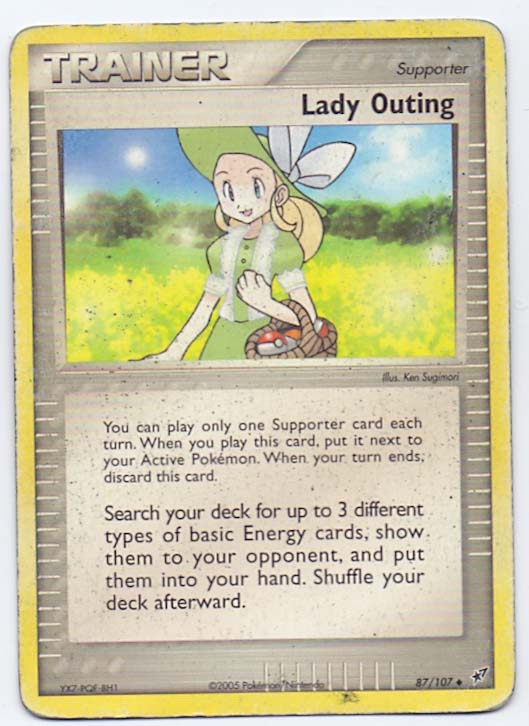 TRAINER
Supporter
Lady Outing
Illus. Ken Sugimori
You can play only one Supporter card each
turn. When you play this card, put it next to
your Active Pokémon. When your turn ends,
discard this card.
Search your deck for up to 3 different
types of basic Energy cards, show
them to your opponent, and put
them into your hand. Shuffle your
deck afterward.
YX7-PQF-BH1
©2005 Pokémon/Nintendo
87/107